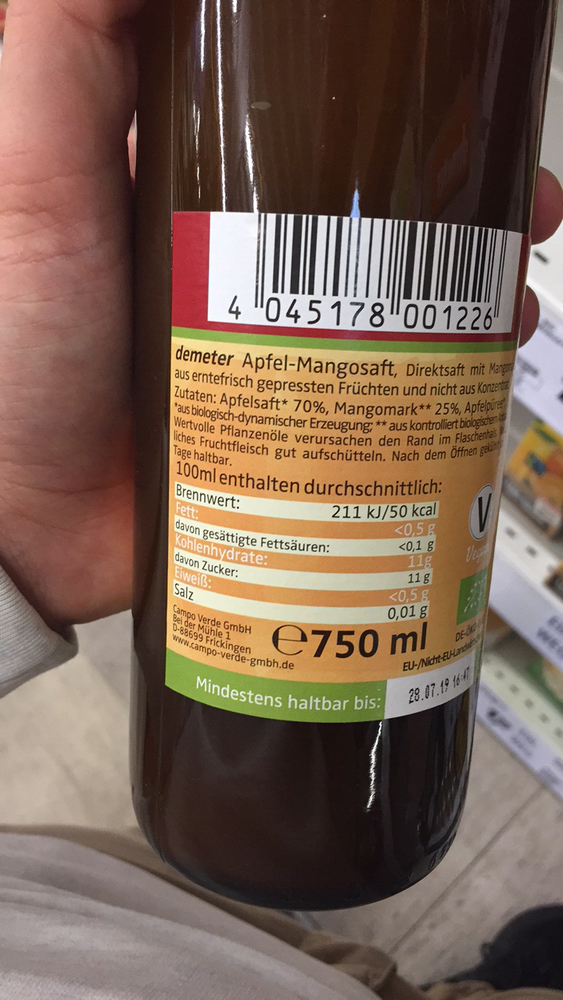 4 045178 001226
demeter Apfel-Mangosaft, Direktsaft mit
aus erntefrisch gepressten Früchten und nicht aus
Zutaten: Apfelsaft* 70%, Mangomark** 25%,
*aus biologisch-dynamischer Erzeugung; ** aus kontrolliert
Wertvolle Pflanzenöle verursachen den Rand im
liches Fruchtfleisch gut aufschütteln. Nach dem Öffnen
Tage haltbar.
100ml enthalten durchschnittlich:
Brennwert: 211 kJ/50 kcal
Fett: <0,5 g
davon gesättigte Fettsäuren: <0,1 g
Kohlenhydrate: 11g
davon Zucker: 11 g
Eiweiß: <0,5 g
Salz 0,01 g
Campo Verde GmbH
Bei der Mühle 1
D-88699 Frickingen
www.campo-verde-gmbh.de
e 750 ml
V
EU-/Nicht-EU-
Mindestens haltbar bis: 28.07.19 16:47